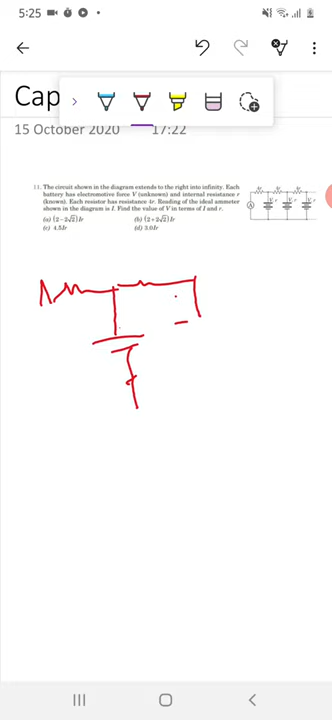 5:25
Cap
15 October 2020 17:22
11. The circuit shown in the diagram extends to the right into infinity. Each
battery has electromotive force V (unknown) and internal resistance r
(known). Each resistor has resistance 4r. Reading of the ideal ammeter
shown in the diagram is I. Find the value of V in terms of I and r.
(a) (2-2√2)Ir (b) (2+2√2)Ir
(c) 4.5Ir (d) 3.0Ir
4r 4r 4r
A V, r V, r V, r